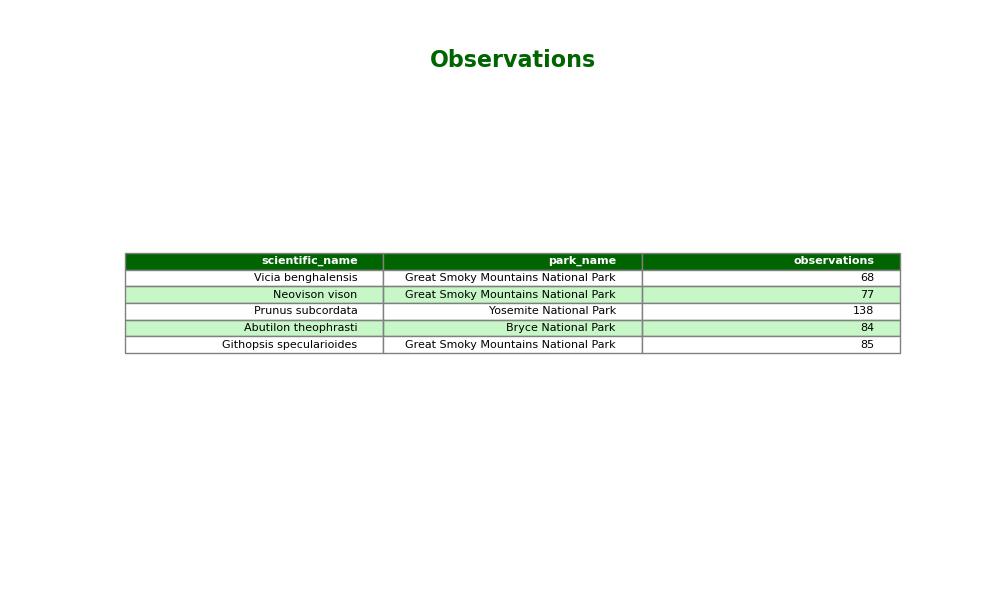 Observations
scientific_name park_name observations
Vicia benghalensis Great Smoky Mountains National Park 68
Neovison vison Great Smoky Mountains National Park 77
Prunus subcordata Yosemite National Park 138
Abutilon theophrasti Bryce National Park 84
Githopsis specularioides Great Smoky Mountains National Park 85